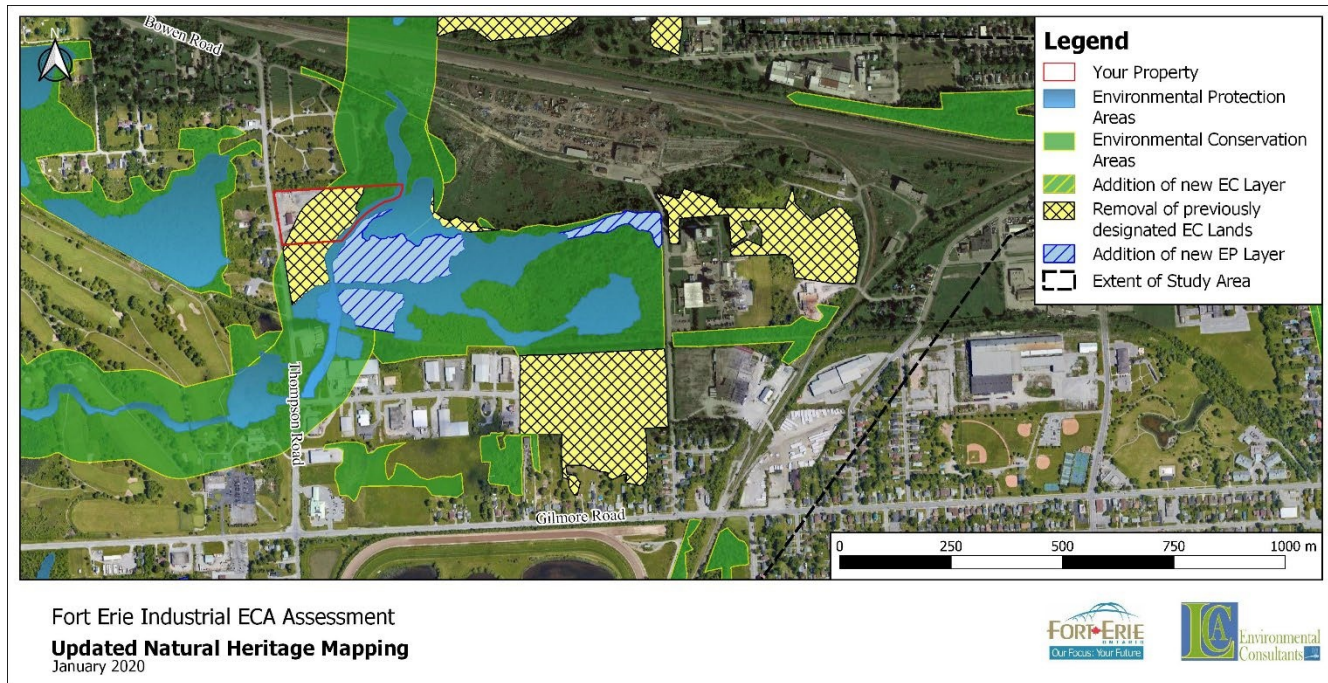 Bowen Road
N
Thompson Road
Gilmore Road
Legend
Your Property
Environmental Protection
Areas
Environmental Conservation
Areas
Addition of new EC Layer
Removal of previously
designated EC Lands
Addition of new EP Layer
Extent of Study Area
0 250 500 750 1000 m
Fort Erie Industrial ECA Assessment
Updated Natural Heritage Mapping
January 2020
FORT ERIE
ONTARIO
Our Focus: Your Future
LCA
Environmental
Consultants